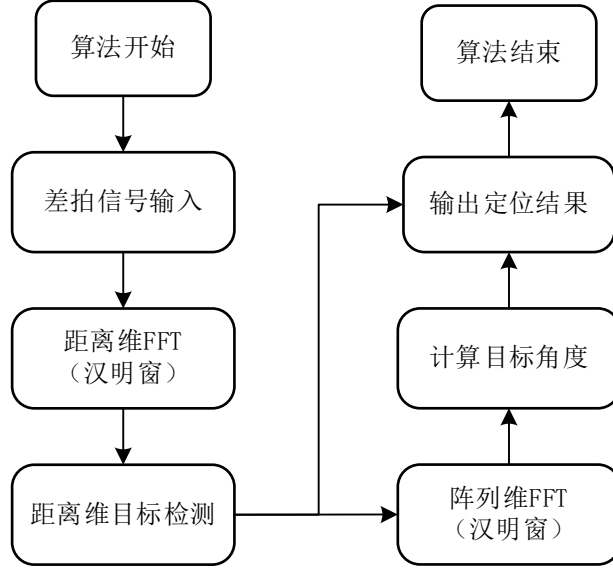 算法开始
差拍信号输入
距离维FFT
（汉明窗）
距离维目标检测
阵列维FFT
（汉明窗）
计算目标角度
输出定位结果
算法结束